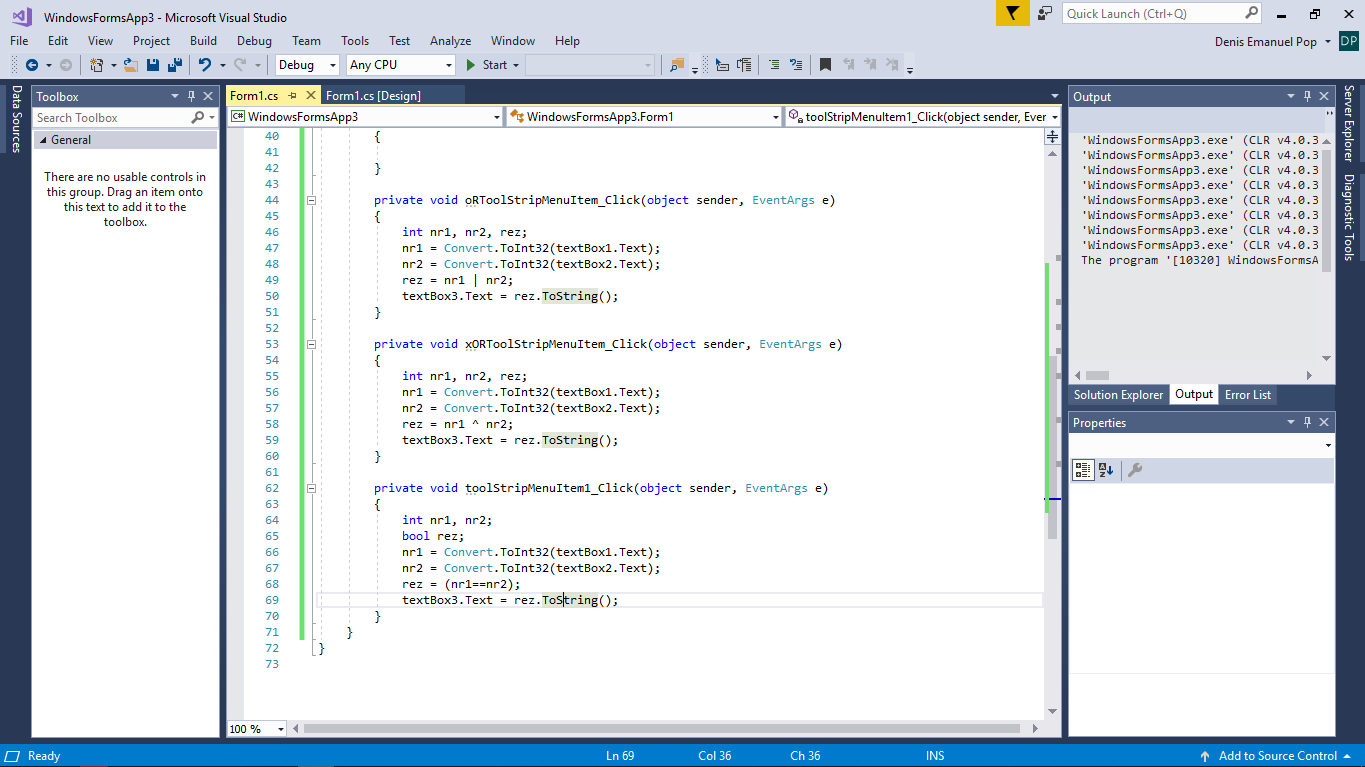 WindowsFormsApp3 - Microsoft Visual Studio
Quick Launch (Ctrl+Q)
File Edit View Project Build Debug Team Tools Test Analyze Window Help
Denis Emanuel Pop DP
Debug Any CPU Start
Data Sources
Toolbox
Search Toolbox
General
There are no usable controls in
this group. Drag an item onto
this text to add it to the
toolbox.
Form1.cs Form1.cs [Design]
C# WindowsFormsApp3 WindowsFormsApp3.Form1 toolStripMenuItem1_Click(object sender, Ever
40 {
41
42 }
43
44 private void oRToolStripMenuItem_Click(object sender, EventArgs e)
45 {
46 int nr1, nr2, rez;
47 nr1 = Convert.ToInt32(textBox1.Text);
48 nr2 = Convert.ToInt32(textBox2.Text);
49 rez = nr1 | nr2;
50 textBox3.Text = rez.ToString();
51 }
52
53 private void xORToolStripMenuItem_Click(object sender, EventArgs e)
54 {
55 int nr1, nr2, rez;
56 nr1 = Convert.ToInt32(textBox1.Text);
57 nr2 = Convert.ToInt32(textBox2.Text);
58 rez = nr1 ^ nr2;
59 textBox3.Text = rez.ToString();
60 }
61
62 private void toolStripMenuItem1_Click(object sender, EventArgs e)
63 {
64 int nr1, nr2;
65 bool rez;
66 nr1 = Convert.ToInt32(textBox1.Text);
67 nr2 = Convert.ToInt32(textBox2.Text);
68 rez = (nr1==nr2);
69 textBox3.Text = rez.ToString();
70 }
71 }
72 }
73
100 %
Output
'WindowsFormsApp3.exe' (CLR v4.0.3
'WindowsFormsApp3.exe' (CLR v4.0.3
'WindowsFormsApp3.exe' (CLR v4.0.3
'WindowsFormsApp3.exe' (CLR v4.0.3
'WindowsFormsApp3.exe' (CLR v4.0.3
'WindowsFormsApp3.exe' (CLR v4.0.3
'WindowsFormsApp3.exe' (CLR v4.0.3
'WindowsFormsApp3.exe' (CLR v4.0.3
The program '[10320] WindowsFormsA
Solution Explorer Output Error List
Properties
Server Explorer
Diagnostic Tools
Ready Ln 69 Col 36 Ch 36 INS Add to Source Control